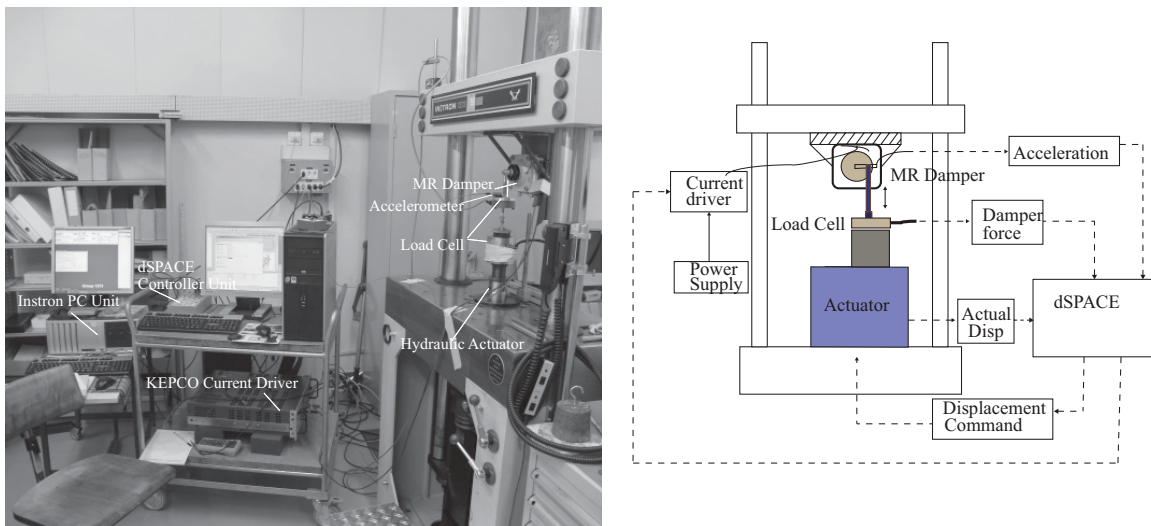 INSTRON
MR Damper
Accelerometer
Load Cell
dSPACE
Controller Unit
Instron PC Unit
Hydraulic Actuator
KEPCO Current Driver
Current
driver
Acceleration
MR Damper
Load Cell
Damper
force
Power
Supply
Actuator
Actual
Disp
dSPACE
Displacement
Command